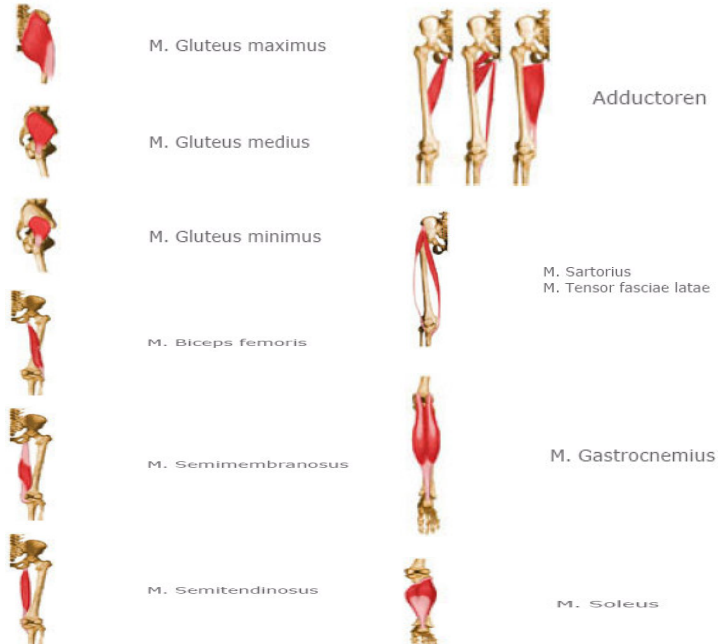 M. Gluteus maximus
M. Gluteus medius
M. Gluteus minimus
M. Biceps femoris
M. Semimembranosus
M. Semitendinosus
Adductoren
M. Sartorius
M. Tensor fasciae latae
M. Gastrocnemius
M. Soleus